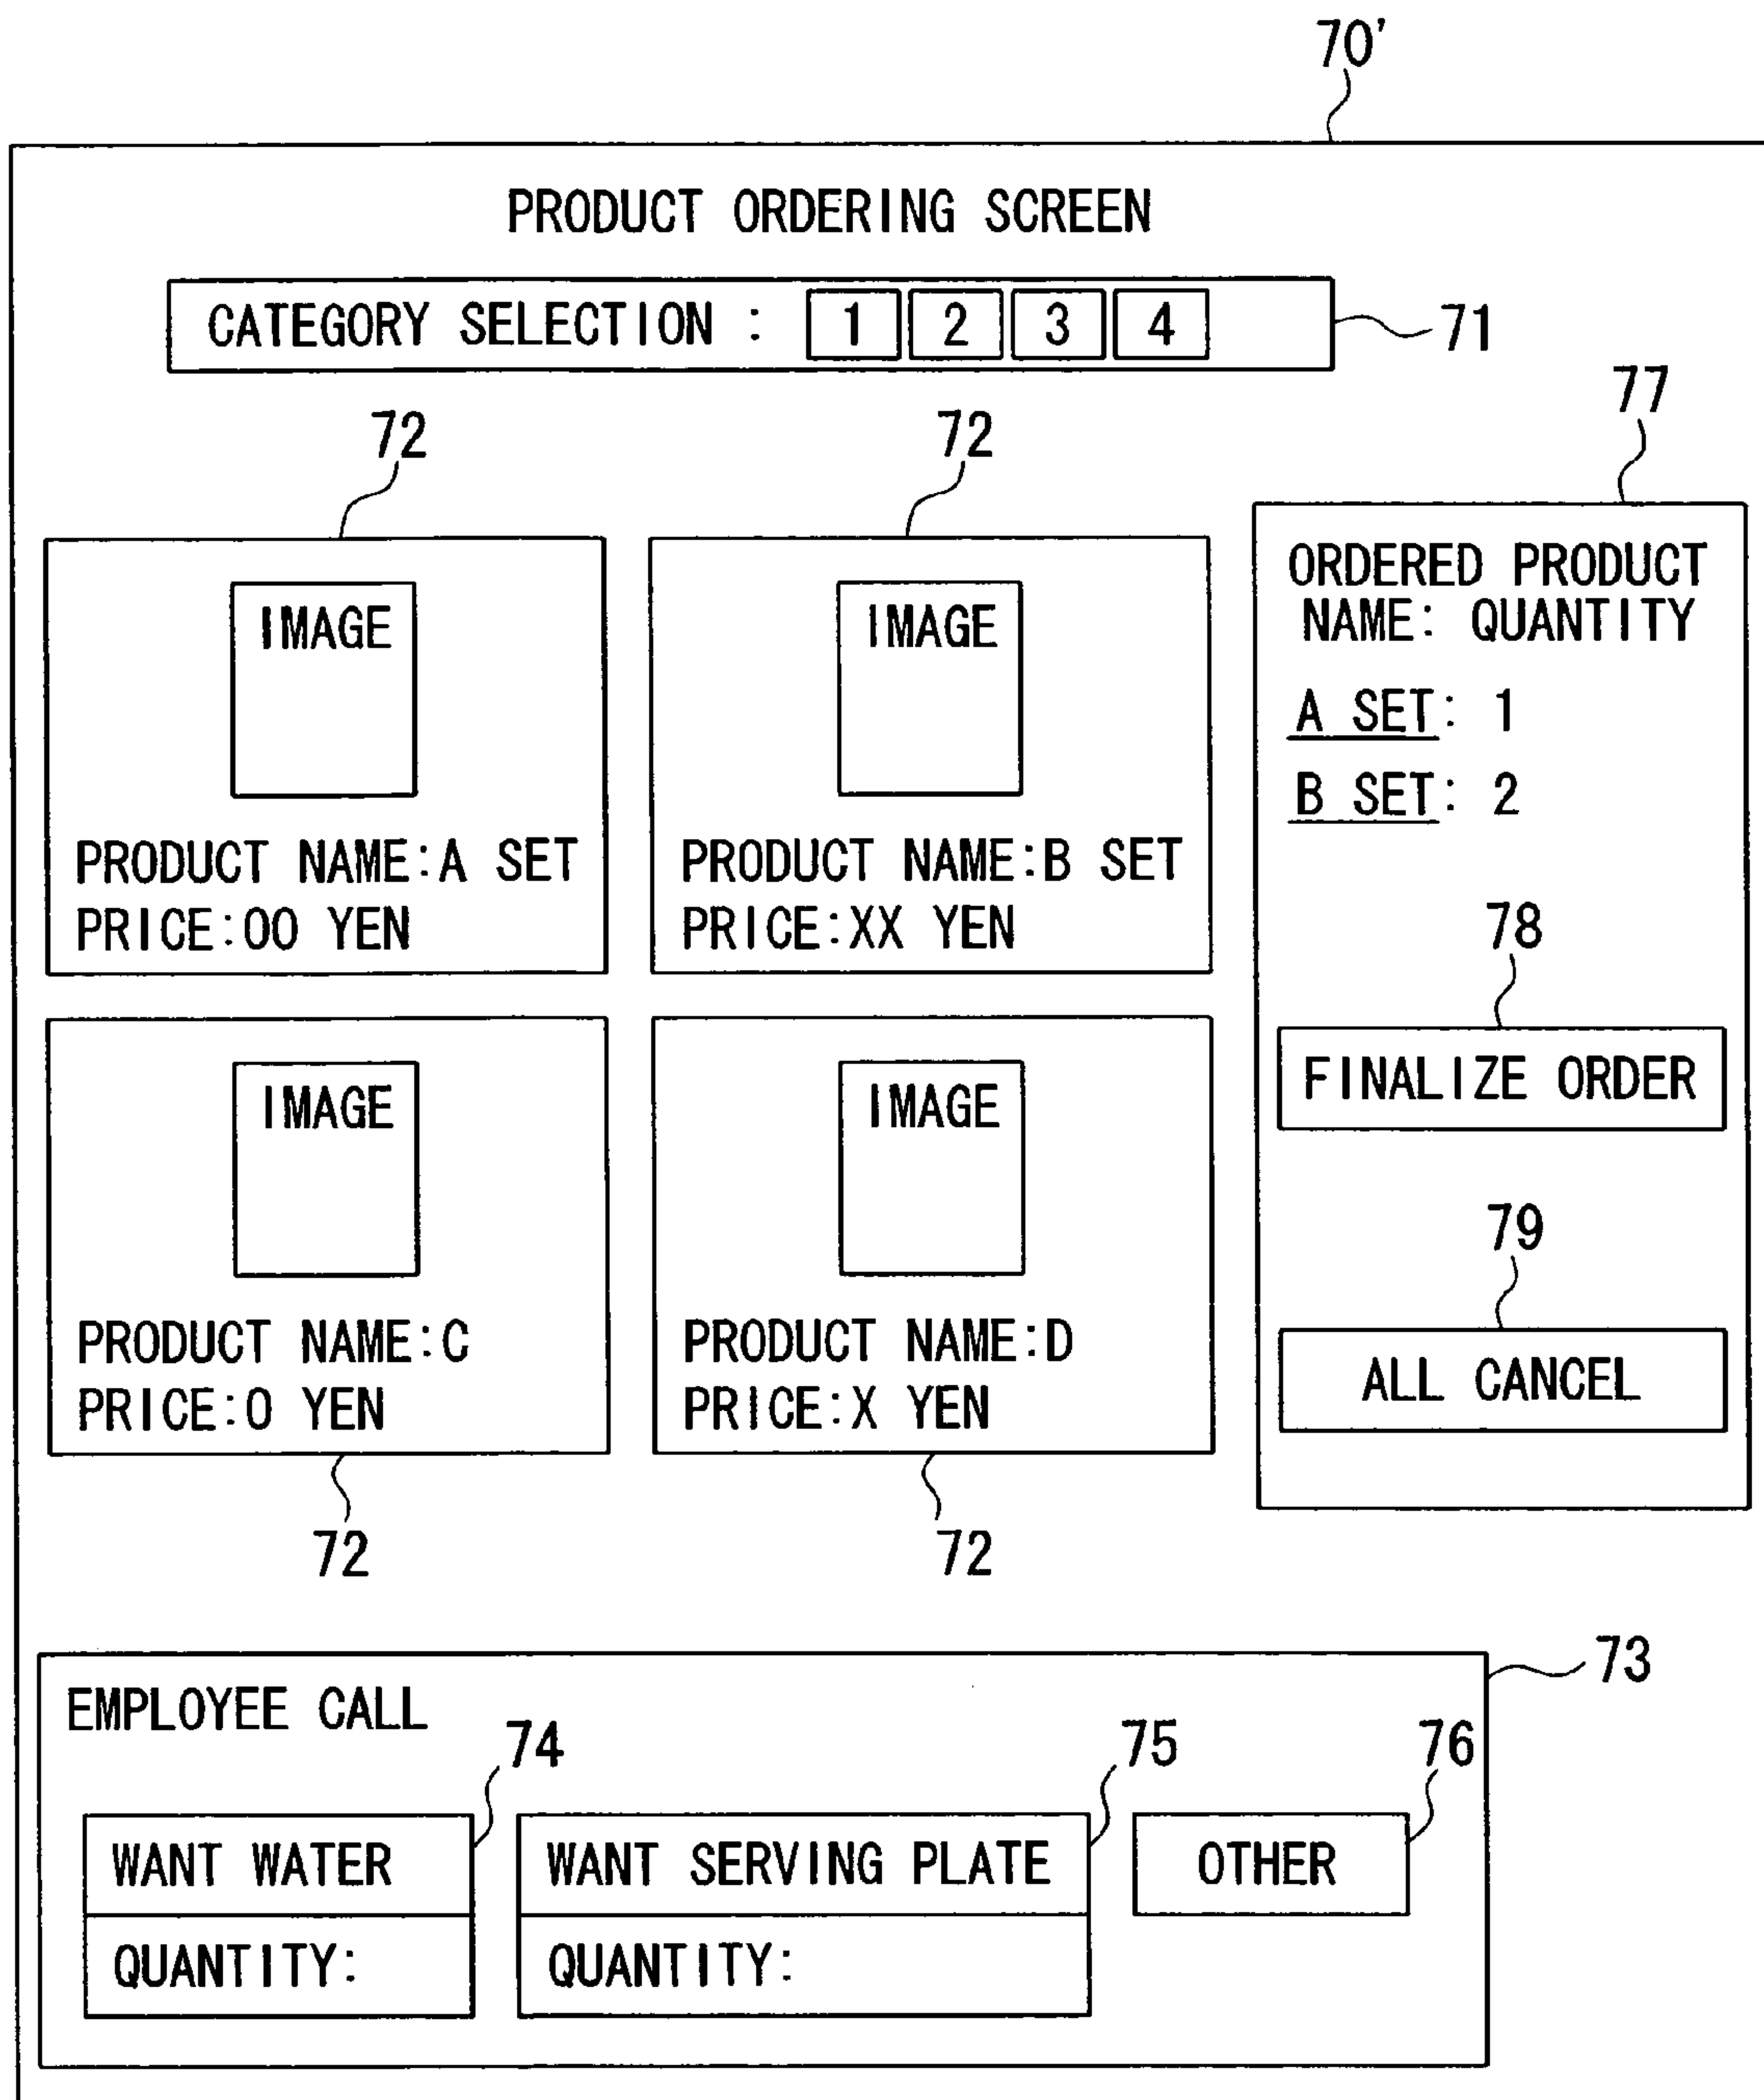 70'
PRODUCT ORDERING SCREEN
CATEGORY SELECTION : 1 2 3 4
71
72
72
77
IMAGE
PRODUCT NAME:A SET
PRICE:OO YEN
IMAGE
PRODUCT NAME:B SET
PRICE:XX YEN
ORDERED PRODUCT
NAME: QUANTITY
A SET: 1
B SET: 2
78
FINALIZE ORDER
79
ALL CANCEL
IMAGE
PRODUCT NAME:C
PRICE:O YEN
IMAGE
PRODUCT NAME:D
PRICE:X YEN
72
72
73
EMPLOYEE CALL
74
75
76
WANT WATER
QUANTITY:
WANT SERVING PLATE
QUANTITY:
OTHER